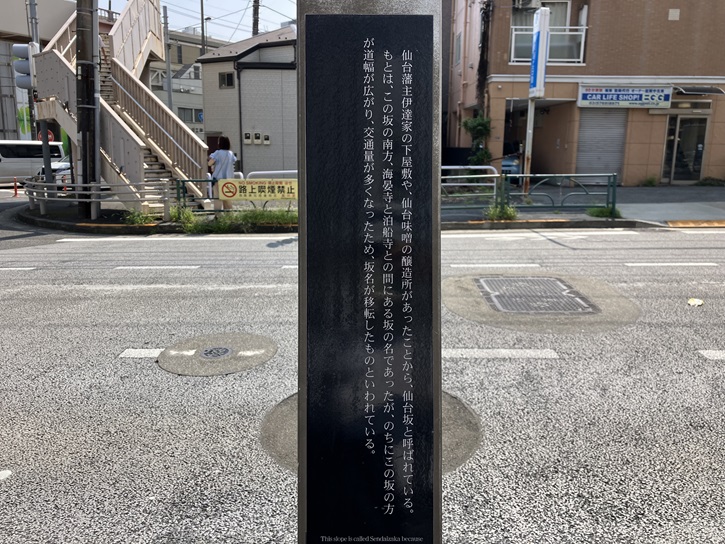 仙台藩主伊達家の下屋敷や、仙台味噌の醸造所があったことから、仙台坂と呼ばれている。
もとは、この坂の南方、海晏寺と泊船寺との間にある坂の名であったが、のちにこの坂の方
が道幅が広がり、交通量が多くなったため、坂名が移転したものといわれている。
This slope is called Sendaizaka because
路上喫煙禁止
CAR LIFE SHOP! EGG